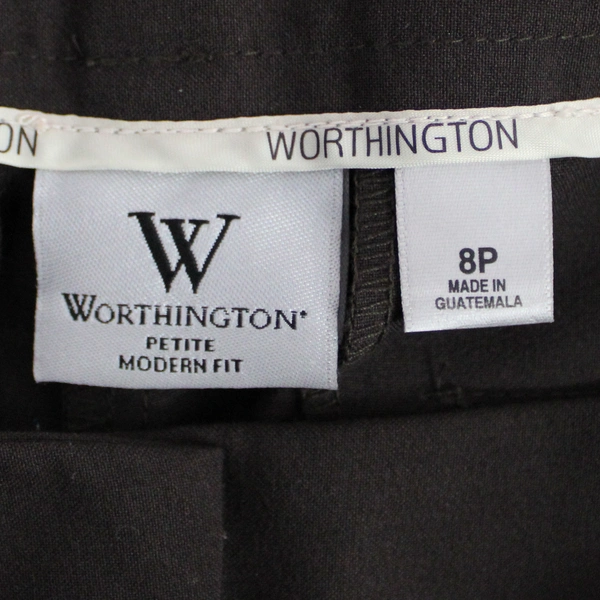 ON WORTHINGTON
W
WORTHINGTON
PETITE
MODERN FIT
8P
MADE IN
GUATEMALA